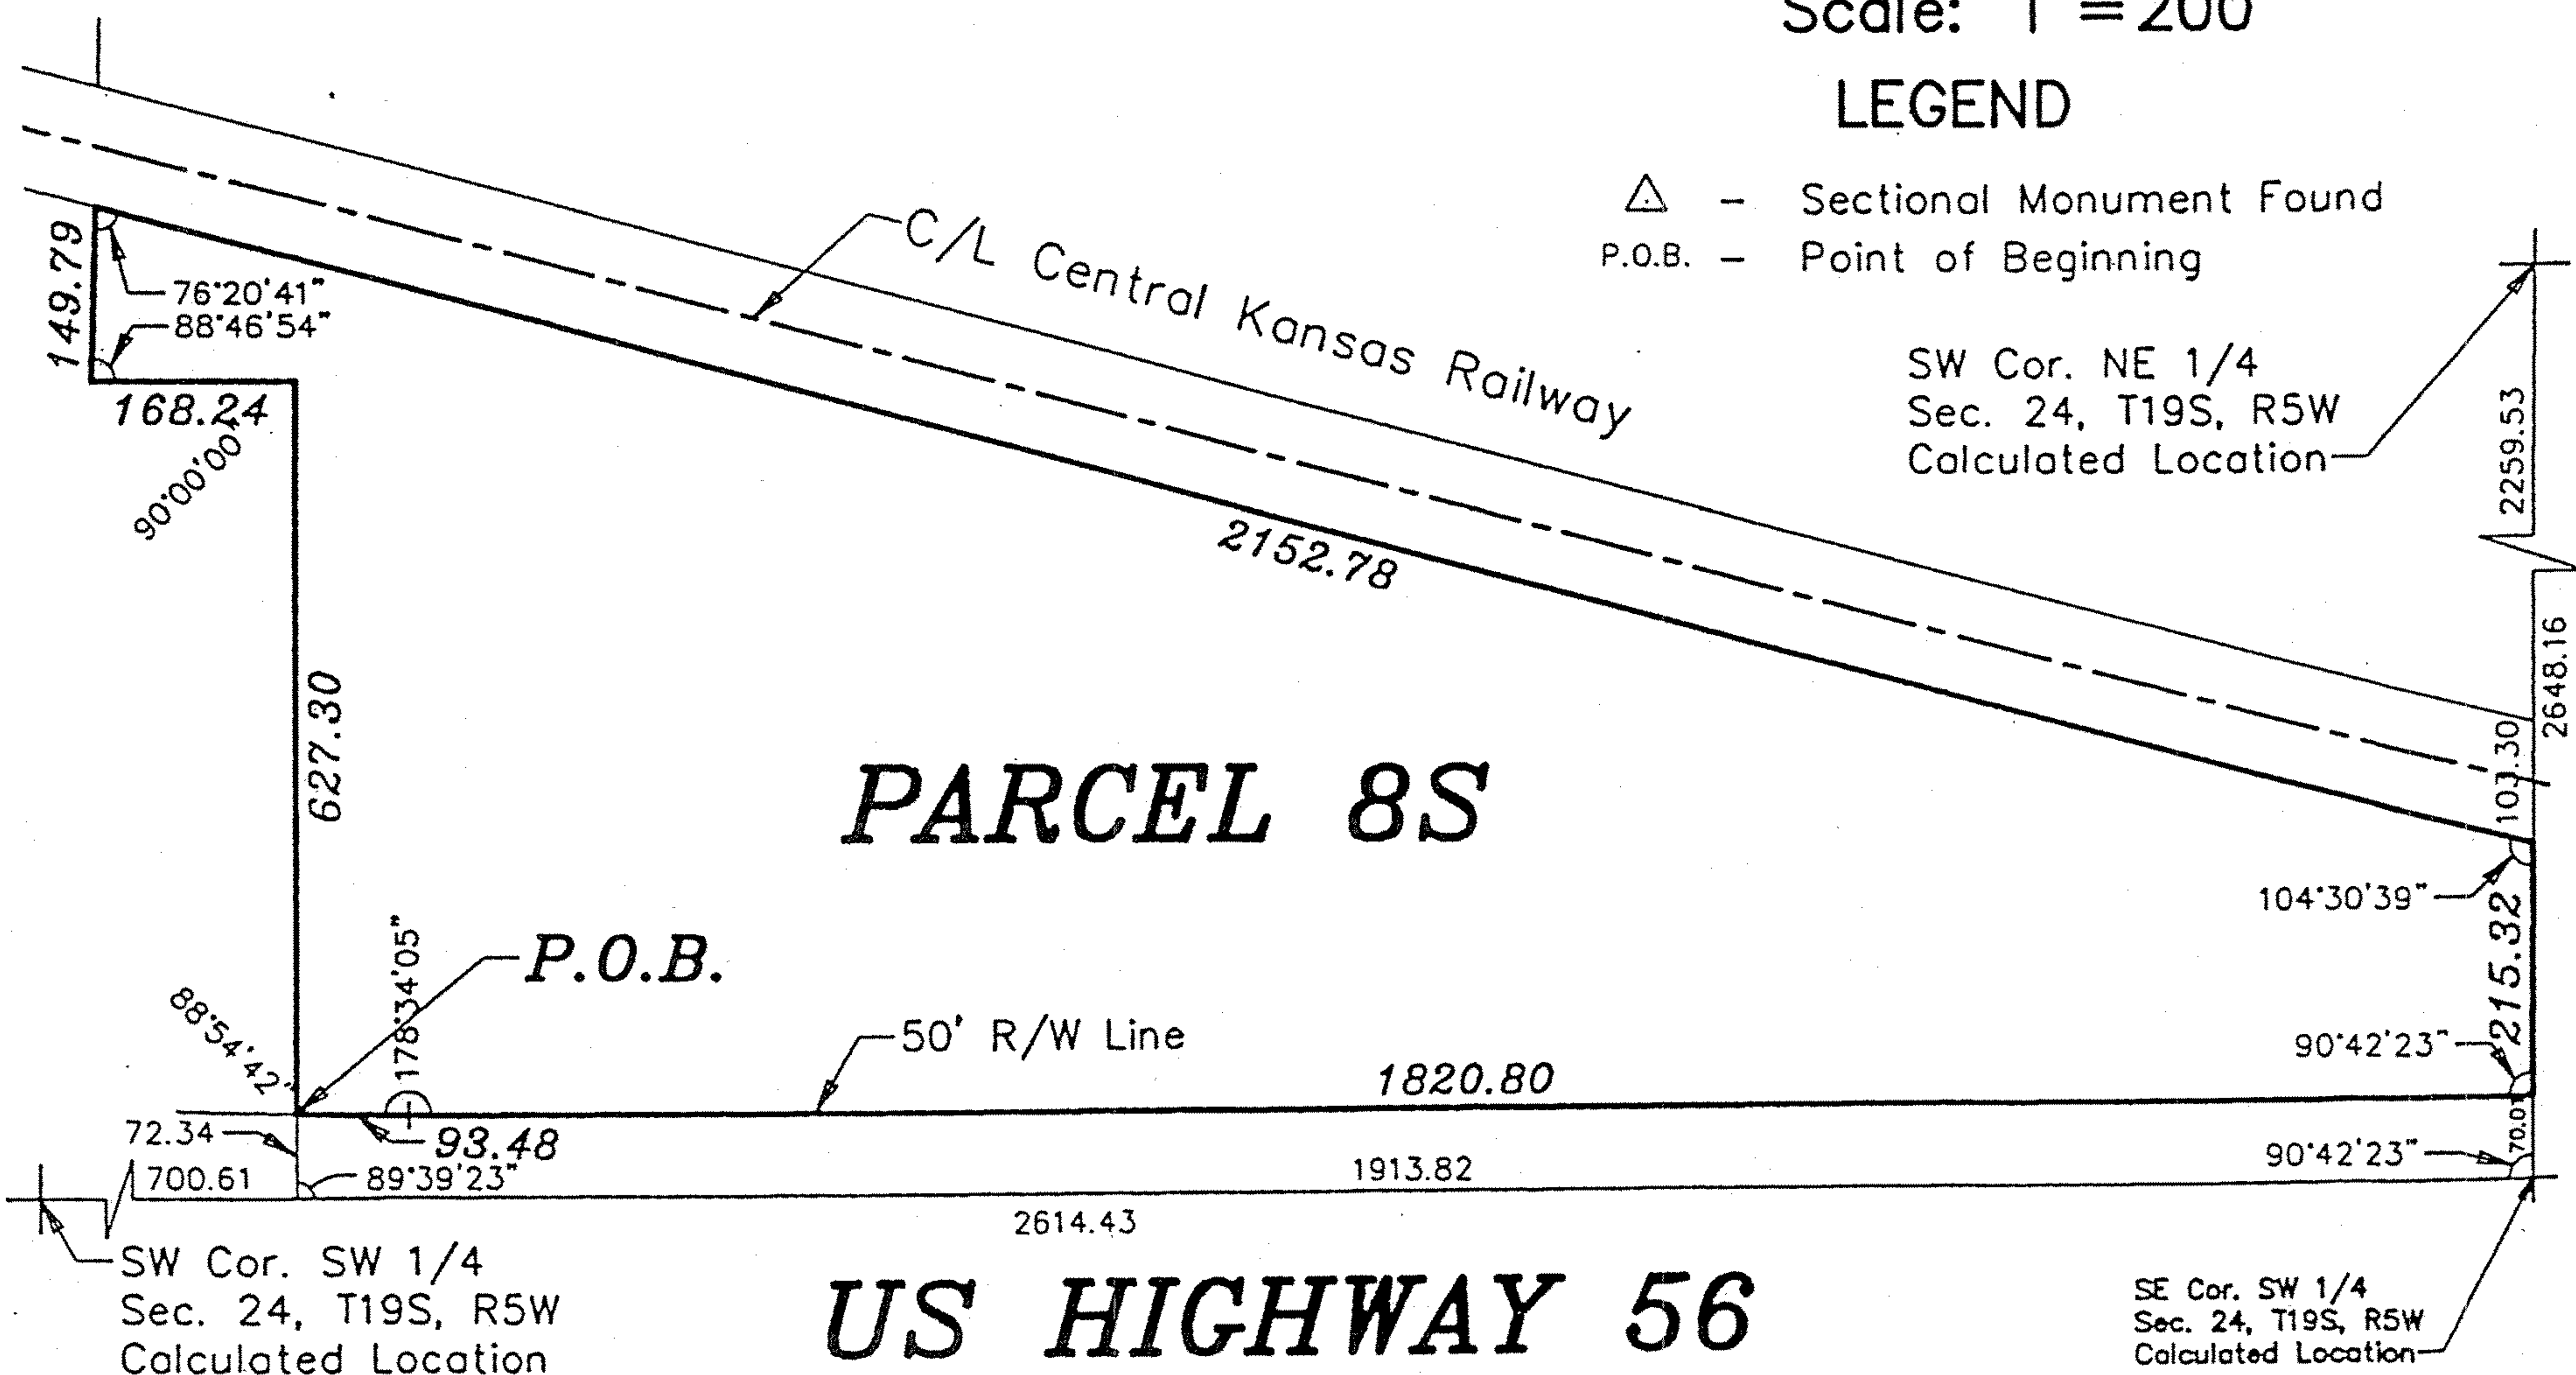 Scale: 1"=200'
LEGEND
△ - Sectional Monument Found
P.O.B. - Point of Beginning
SW Cor. NE 1/4
Sec. 24, T19S, R5W
Calculated Location
C/L Central Kansas Railway
149.79
76°20'41"
88°46'54"
168.24
90°00'00"
2152.78
2259.53
2648.16
103.30
627.30
PARCEL 8S
104°30'39"
215.32
P.O.B.
178°34'05"
88°54'42"
50' R/W Line
1820.80
90°42'23"
72.34
93.48
700.61
89°39'23"
1913.82
90°42'23"
70.01
2614.43
SW Cor. SW 1/4
Sec. 24, T19S, R5W
Calculated Location
US HIGHWAY 56
SE Cor. SW 1/4
Sec. 24, T19S, R5W
Calculated Location